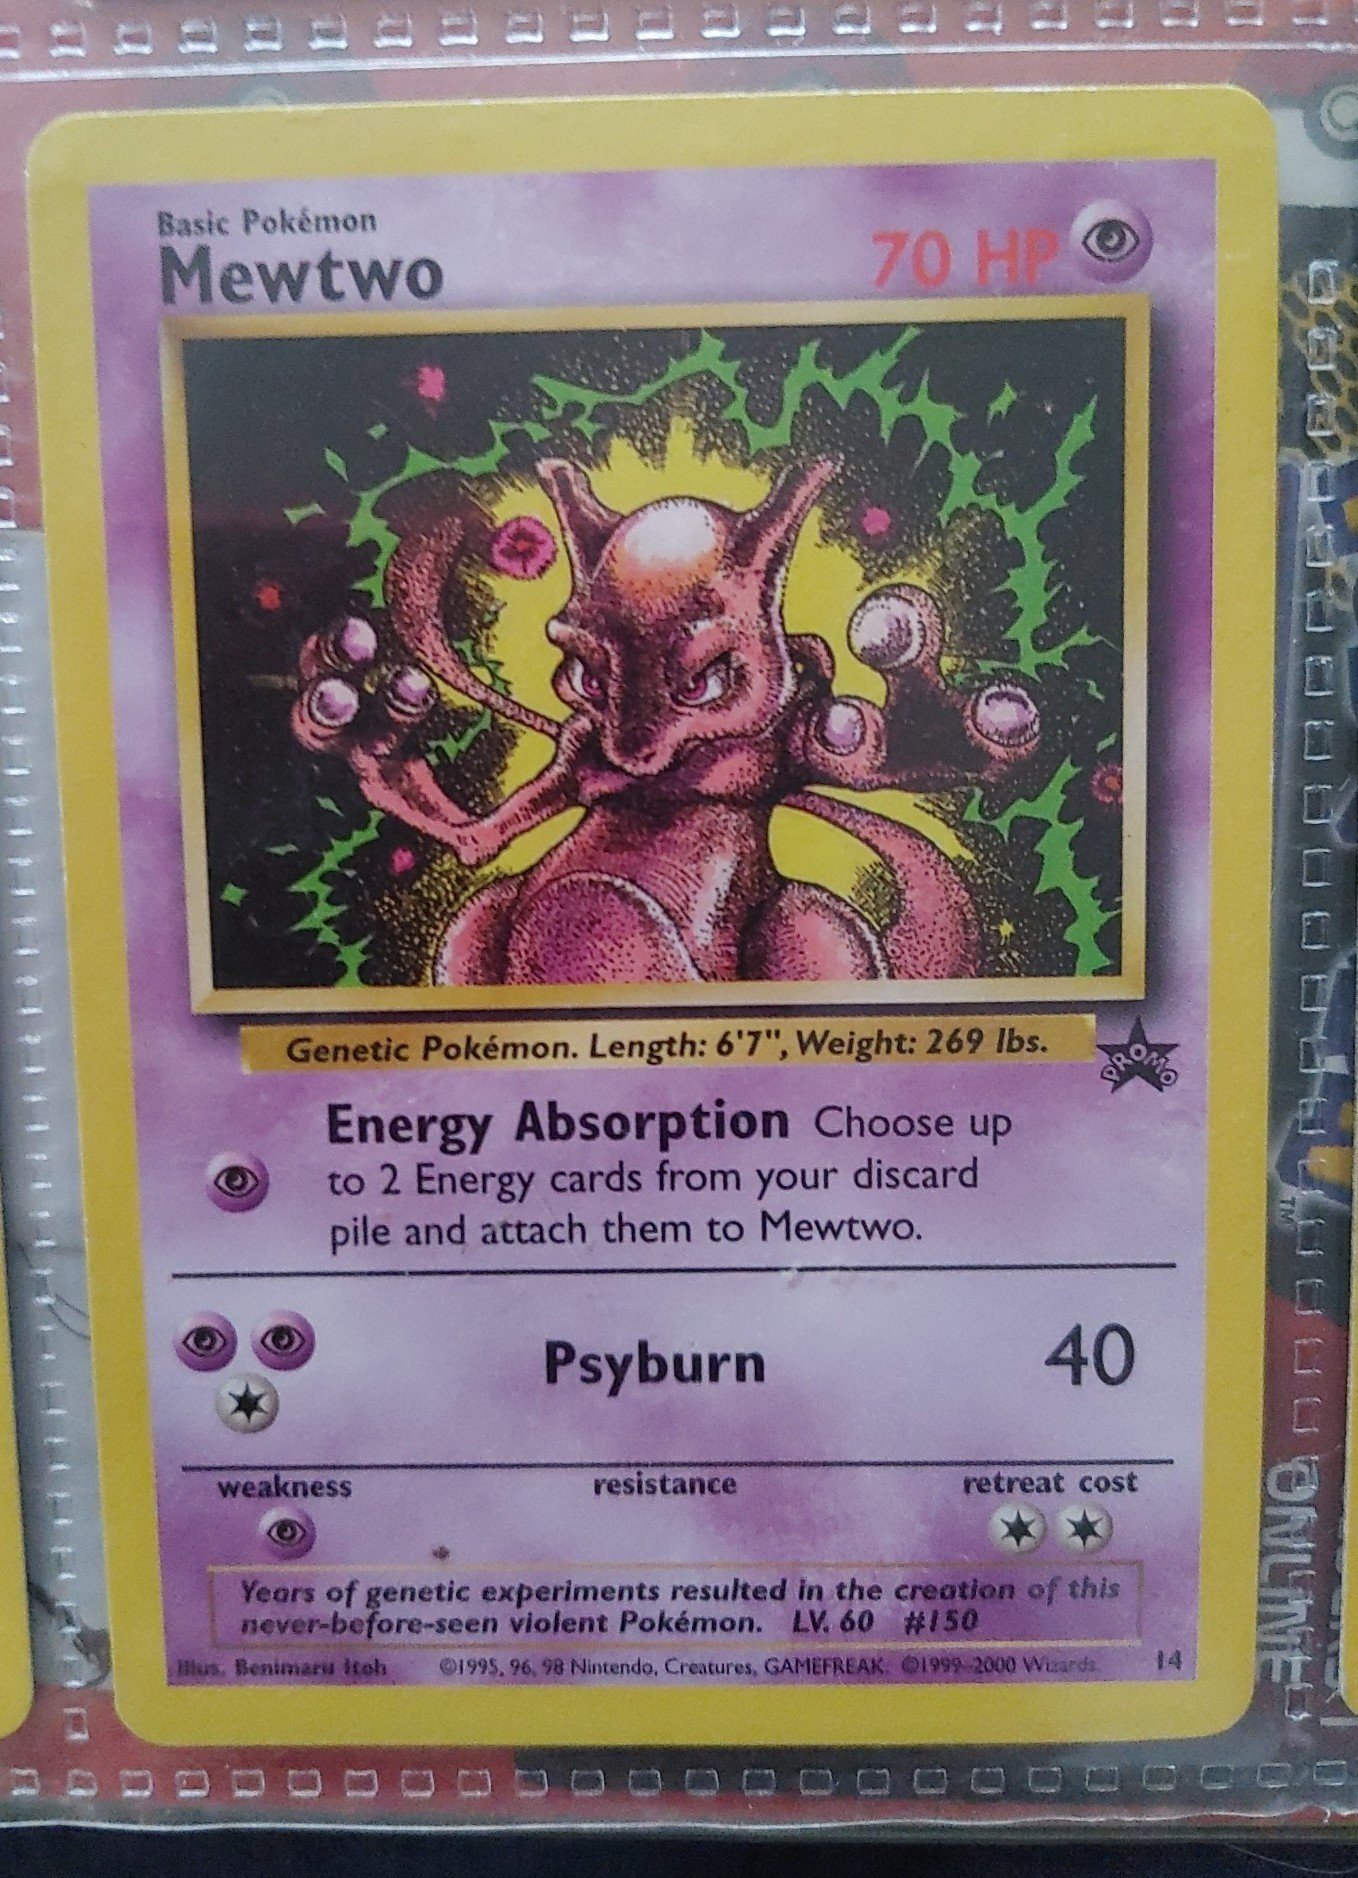 Basic Pokémon
Mewtwo
70 HP
Genetic Pokémon. Length: 6'7", Weight: 269 lbs.
PROMO
Energy Absorption Choose up
to 2 Energy cards from your discard
pile and attach them to Mewtwo.
Psyburn 40
weakness resistance retreat cost
Years of genetic experiments resulted in the creation of this
never-before-seen violent Pokémon. LV. 60 #150
Illus. Benimaru Itoh ©1995, 96, 98 Nintendo, Creatures, GAMEFREAK. ©1999-2000 Wizards. 14
TM
ONLINE